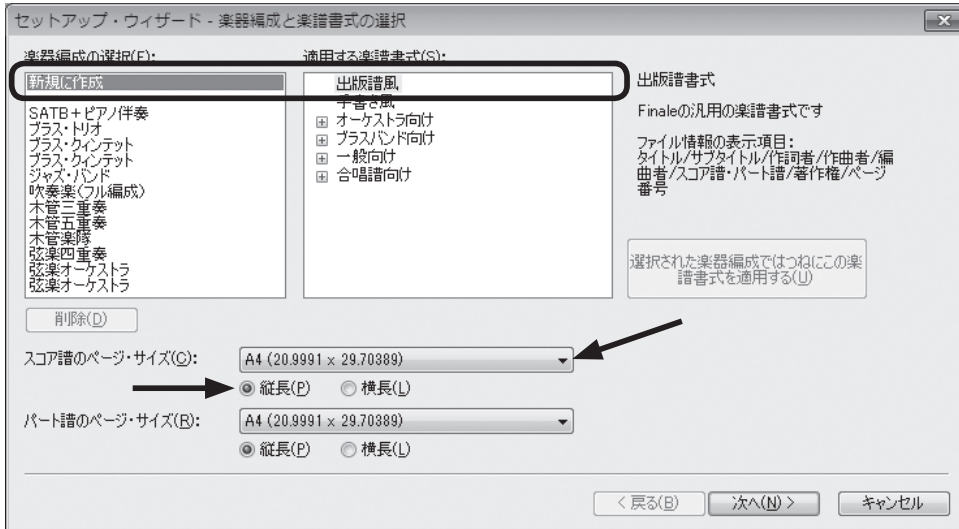 セットアップ・ウィザード - 楽器編成と楽譜書式の選択
楽器編成の選択(E):
適用する楽譜書式(S):
新規に作成
SATB+ピアノ伴奏
ブラス・トリオ
ブラス・クィンテット
ブラス・クィンテット
ジャズ・バンド
吹奏楽(フル編成)
木管三重奏
木管五重奏
木管楽隊
弦楽四重奏
弦楽オーケストラ
弦楽オーケストラ
出版譜風
手書き風
オーケストラ向け
ブラスバンド向け
一般向け
合唱譜向け
出版譜書式
Finaleの汎用の楽譜書式です
ファイル情報の表示項目:
タイトル/サブタイトル/作詞者/作曲者/編
曲者/スコア譜・パート譜/著作権/ページ
番号
選択された楽器編成ではつねにこの楽
譜書式を適用する(U)
削除(D)
スコア譜のページ・サイズ(C):
A4 (20.9991 x 29.70389)
縦長(P) 横長(L)
パート譜のページ・サイズ(R):
A4 (20.9991 x 29.70389)
縦長(P) 横長(L)
< 戻る(B) 次へ(N) > キャンセル